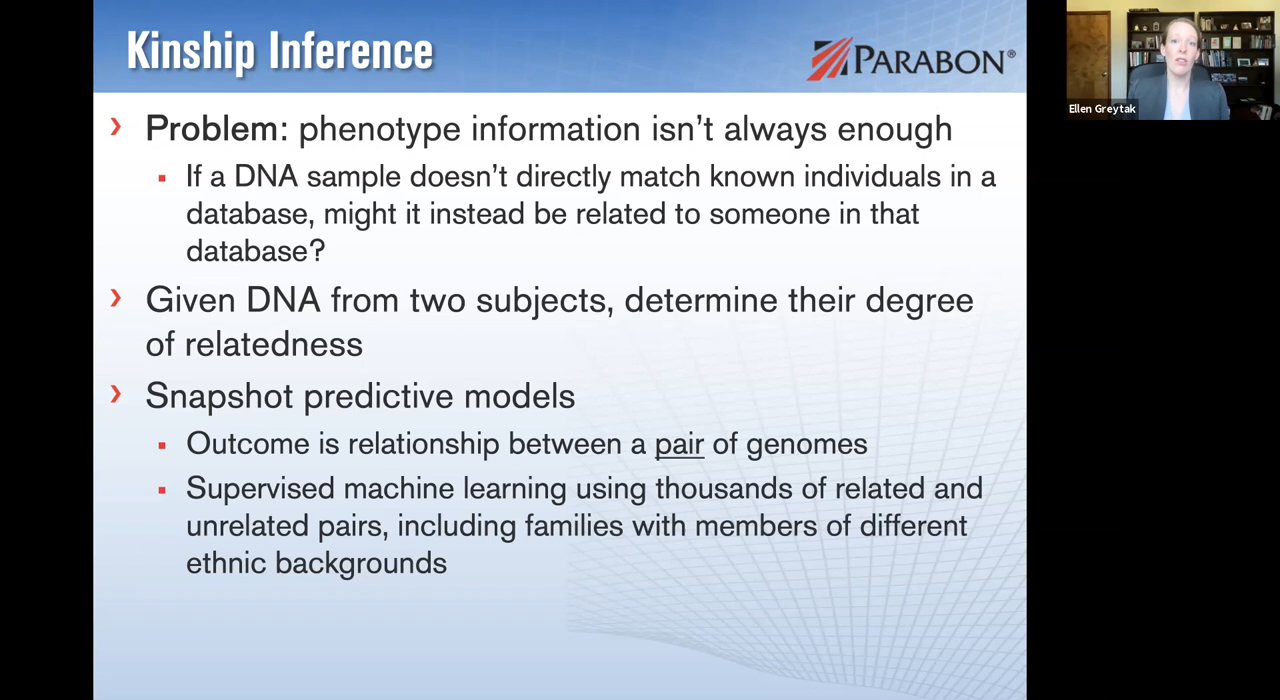 Kinship Inference
PARABON®
Ellen Greytak
› Problem: phenotype information isn't always enough
▪ If a DNA sample doesn't directly match known individuals in a
database, might it instead be related to someone in that
database?
› Given DNA from two subjects, determine their degree
of relatedness
› Snapshot predictive models
▪ Outcome is relationship between a pair of genomes
▪ Supervised machine learning using thousands of related and
unrelated pairs, including families with members of different
ethnic backgrounds